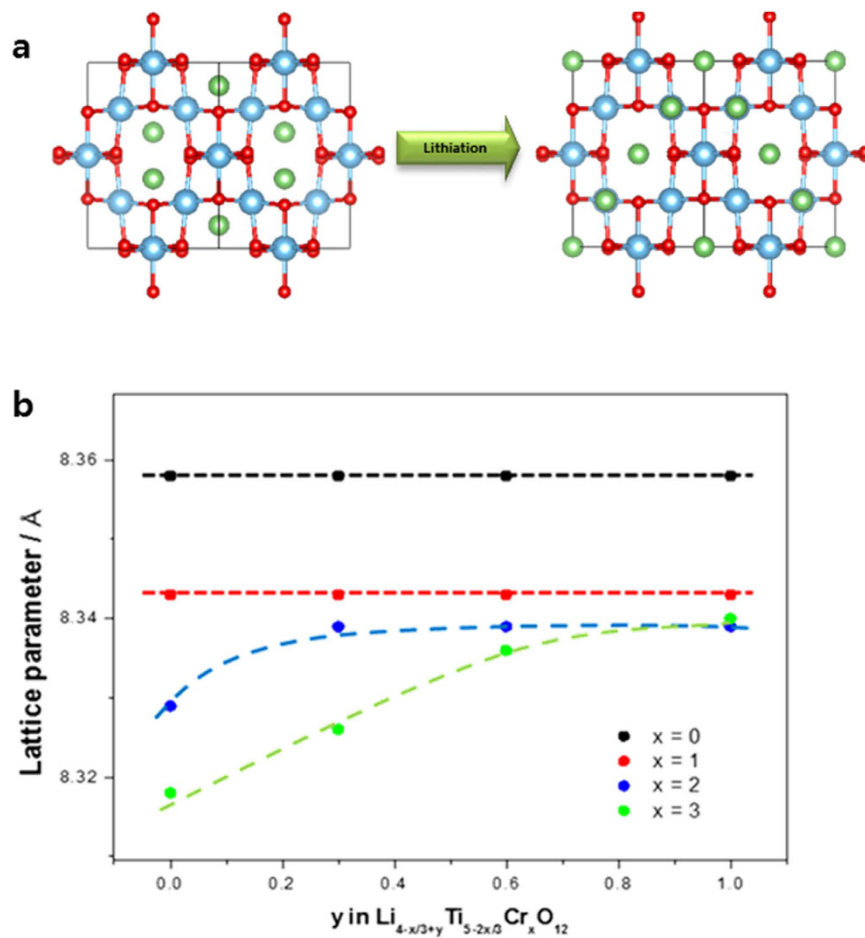 a
Lithiation
b
Lattice parameter / Å
8.36
8.34
8.32
x = 0
x = 1
x = 2
x = 3
0.0 0.2 0.4 0.6 0.8 1.0
y in Li4-x/3+yTi5-2x/3CrxO12